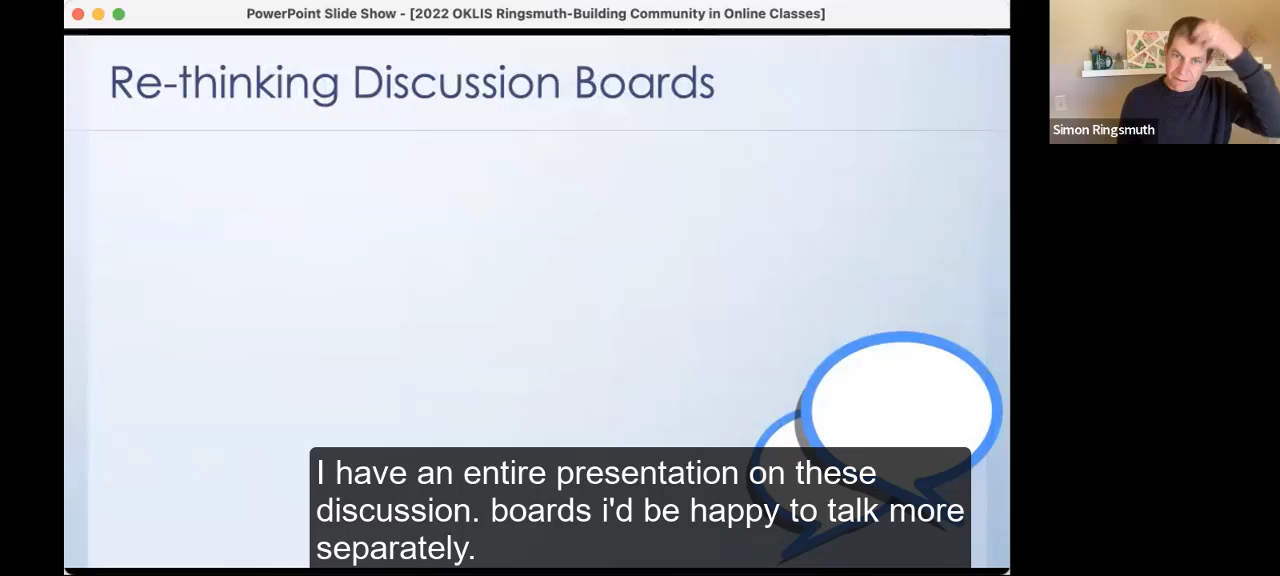 PowerPoint Slide Show - [2022 OKLIS Ringsmuth-Building Community in Online Classes]
Re-thinking Discussion Boards
Simon Ringsmuth
I have an entire presentation on these
discussion. boards i'd be happy to talk more
separately.